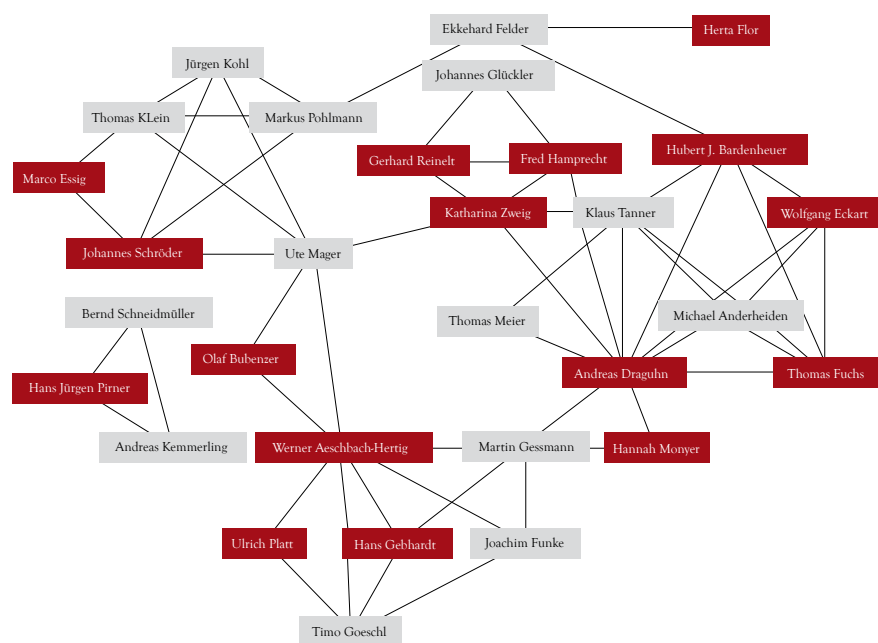 Ekkehard Felder
Herta Flor
Jürgen Kohl
Johannes Glückler
Thomas KLein
Markus Pohlmann
Hubert J. Bardenheuer
Gerhard Reinelt
Fred Hamprecht
Marco Essig
Katharina Zweig
Klaus Tanner
Wolfgang Eckart
Johannes Schröder
Ute Mager
Bernd Schneidmüller
Thomas Meier
Michael Anderheiden
Olaf Bubenzer
Andreas Draguhn
Thomas Fuchs
Hans Jürgen Pirner
Andreas Kemmerling
Werner Aeschbach-Hertig
Martin Gessmann
Hannah Monyer
Ulrich Platt
Hans Gebhardt
Joachim Funke
Timo Goeschl